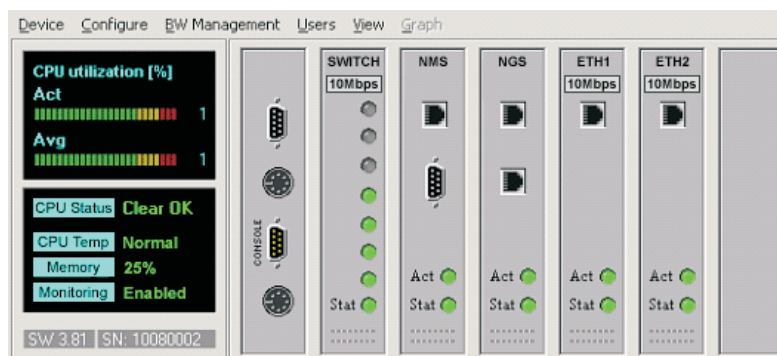 Device Configure BW Management Users View Graph
CPU utilization [%]
Act
1
Avg
1
CPU Status Clear OK
CPU Temp Normal
Memory 25%
Monitoring Enabled
SW 3.81 SN: 10080002
CONSOLE
SWITCH
10Mbps
Stat
NMS
Act
Stat
NGS
Act
Stat
ETH1
10Mbps
Act
Stat
ETH2
10Mbps
Act
Stat